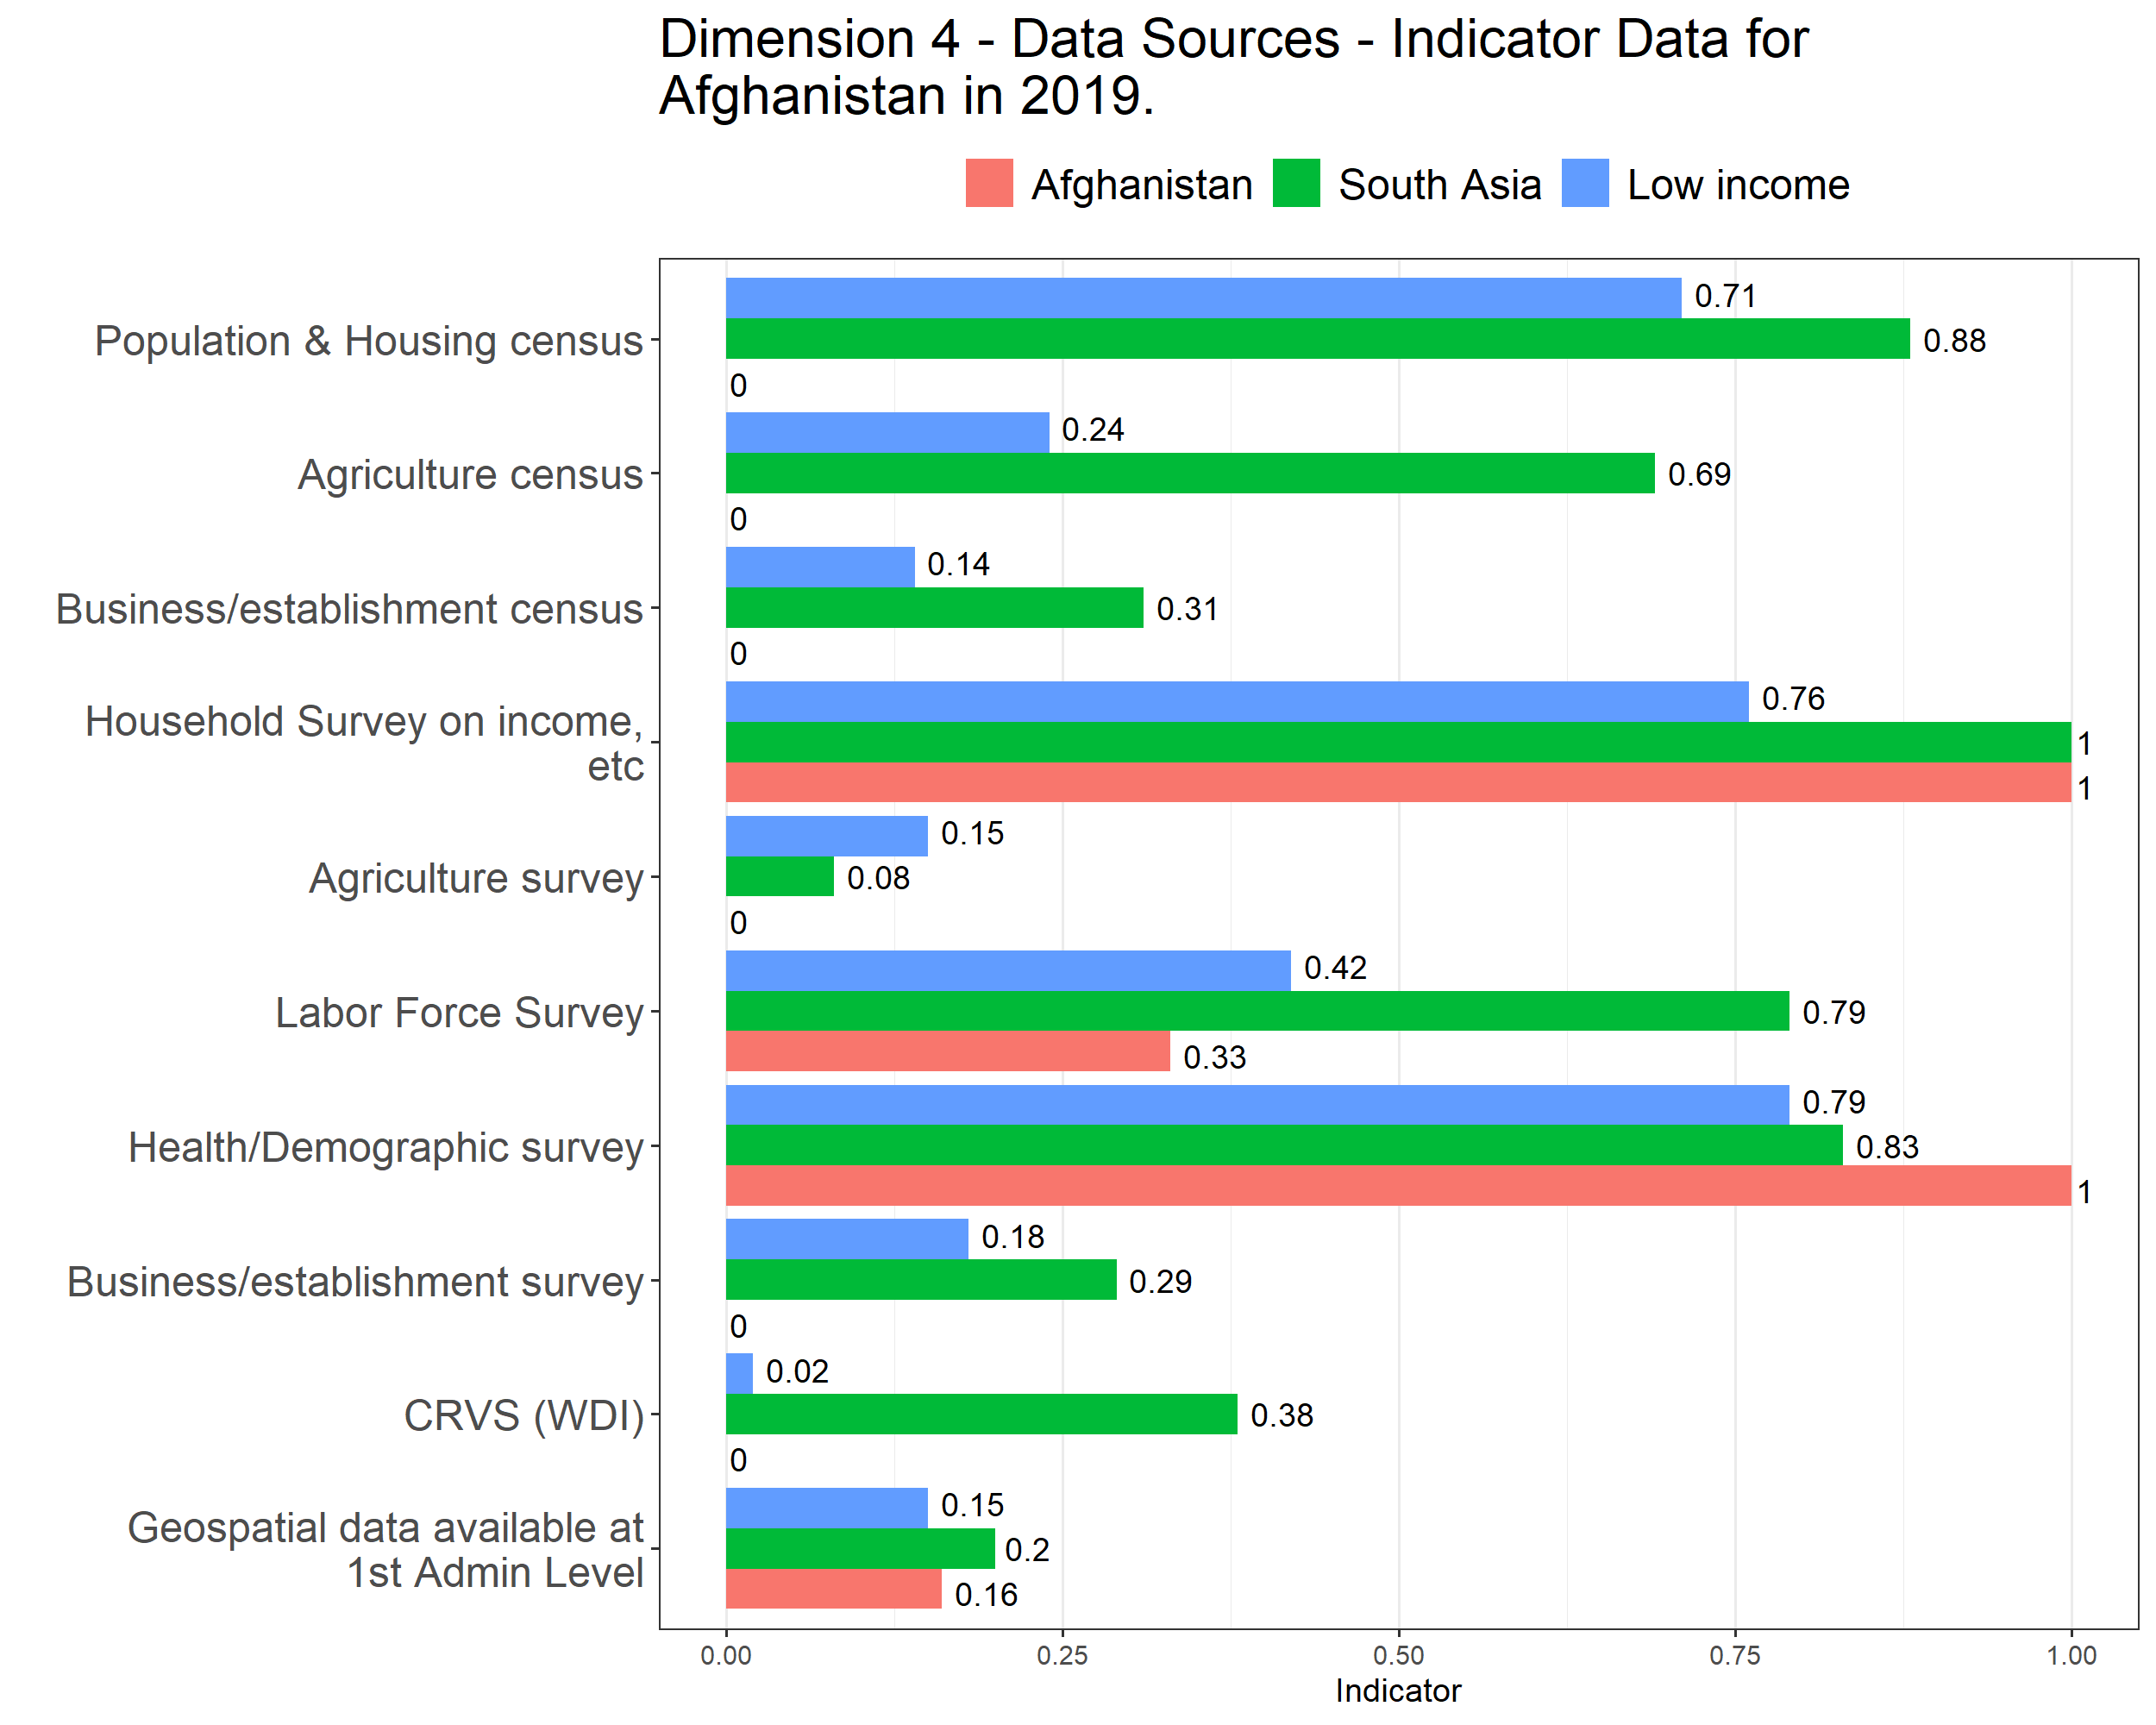 Dimension 4 - Data Sources - Indicator Data for
Afghanistan in 2019.
Afghanistan South Asia Low income
Population & Housing census
0.71
0.88
0
Agriculture census
0.24
0.69
0
Business/establishment census
0.14
0.31
0
Household Survey on income,
etc
0.76
1
1
Agriculture survey
0.15
0.08
0
Labor Force Survey
0.42
0.79
0.33
Health/Demographic survey
0.79
0.83
1
Business/establishment survey
0.18
0.29
0
CRVS (WDI)
0.02
0.38
0
Geospatial data available at
1st Admin Level
0.15
0.2
0.16
0.00 0.25 0.50 0.75 1.00
Indicator